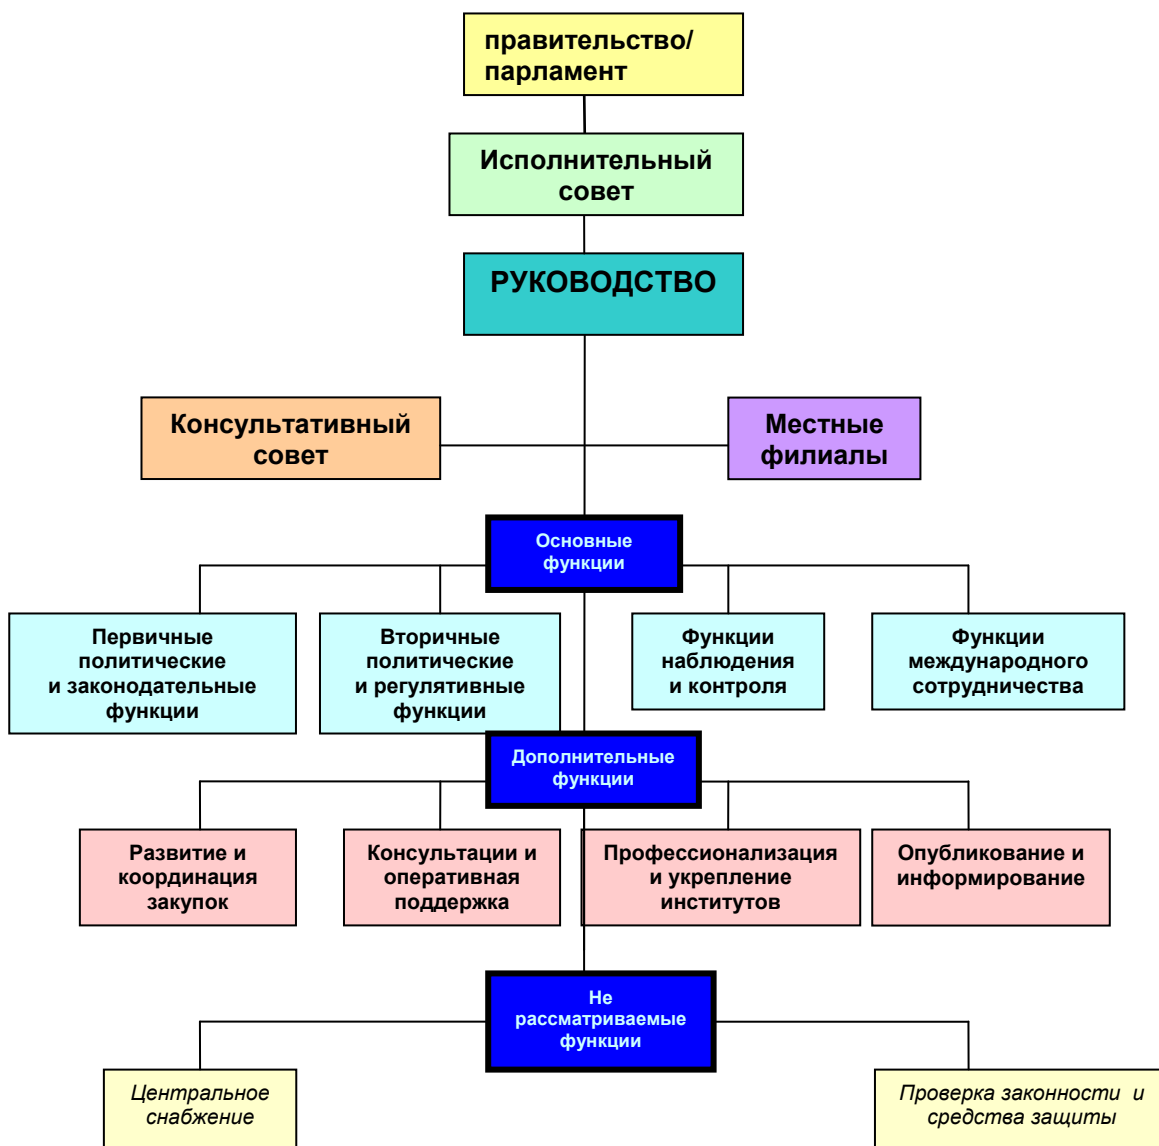 правительство/
парламент
Исполнительный
совет
РУКОВОДСТВО
Консультативный
совет
Местные
филиалы
Основные
функции
Первичные
политические
и законодательные
функции
Вторичные
политические
и регулятивные
функции
Функции
наблюдения
и контроля
Функции
международного
сотрудничества
Дополнительные
функции
Развитие и
координация
закупок
Консультации и
оперативная
поддержка
Профессионализация
и укрепление
институтов
Опубликование и
информирование
Не
рассматриваемые
функции
Центральное
снабжение
Проверка законности и
средства защиты